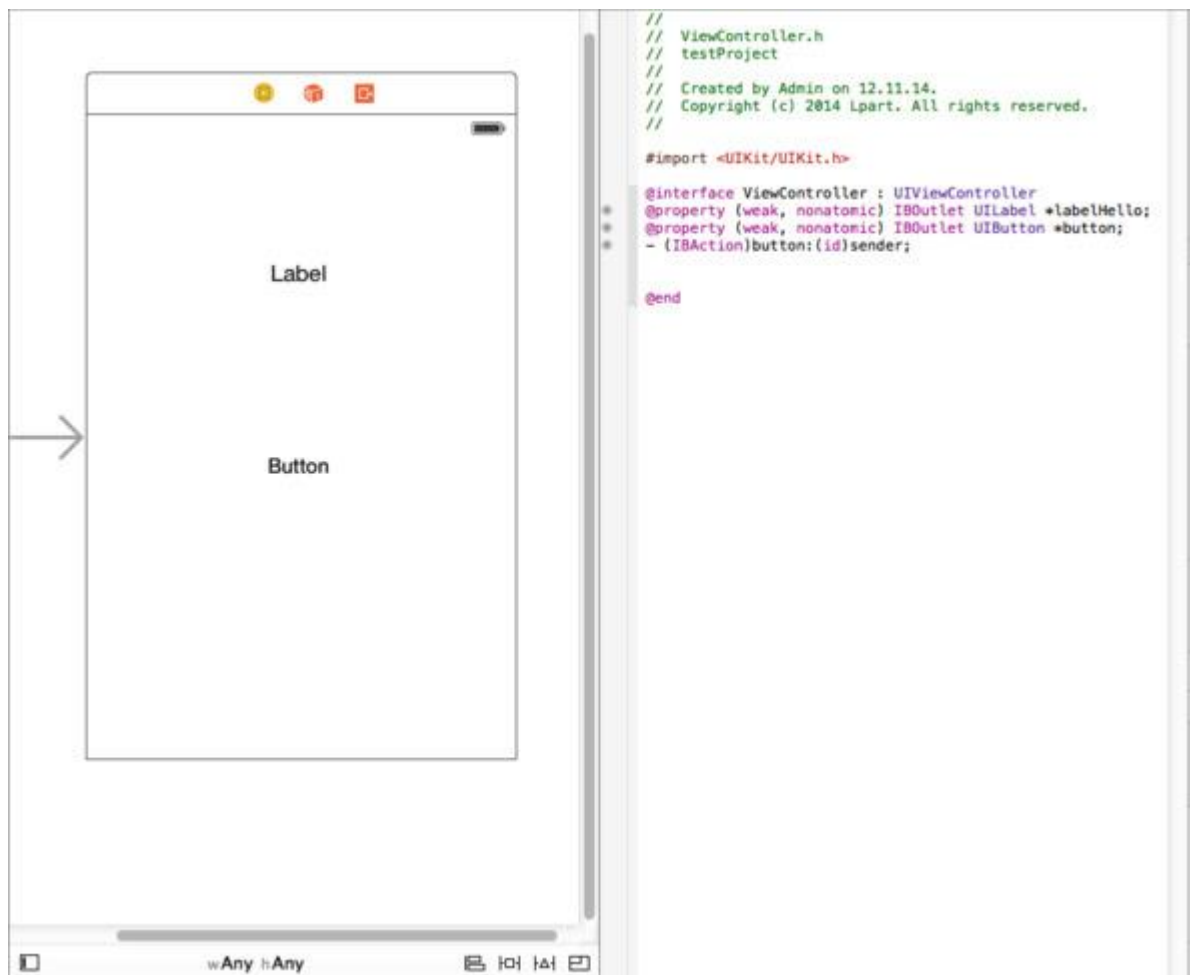 Label
Button
wAny hAny
//
//  ViewController.h
//  testProject
//
//  Created by Admin on 12.11.14.
//  Copyright (c) 2014 Lpart. All rights reserved.
//
#import <UIKit/UIKit.h>
@interface ViewController : UIViewController
@property (weak, nonatomic) IBOutlet UILabel *labelHello;
@property (weak, nonatomic) IBOutlet UIButton *button;
- (IBAction)button:(id)sender;
@end